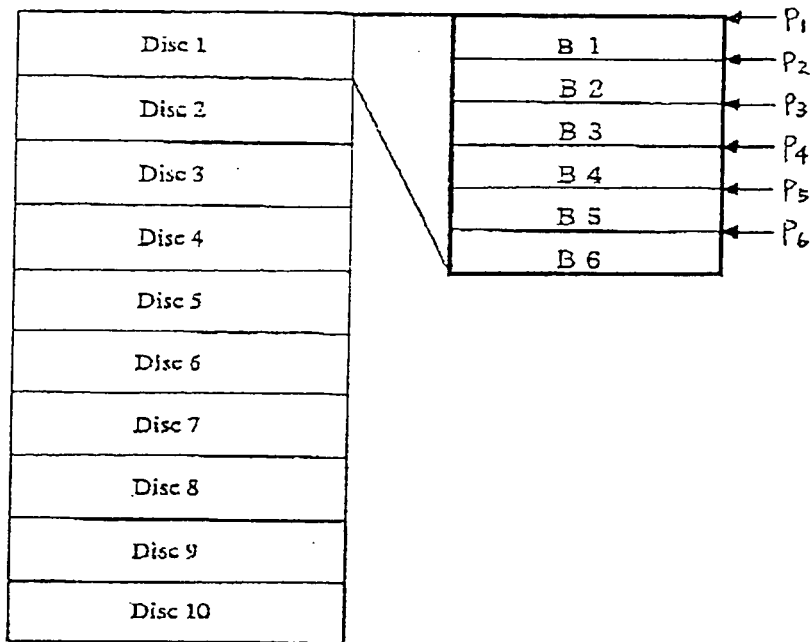 Disc 1
Disc 2
Disc 3
Disc 4
Disc 5
Disc 6
Disc 7
Disc 8
Disc 9
Disc 10
B 1
B 2
B 3
B 4
B 5
B 6
P1
P2
P3
P4
P5
P6